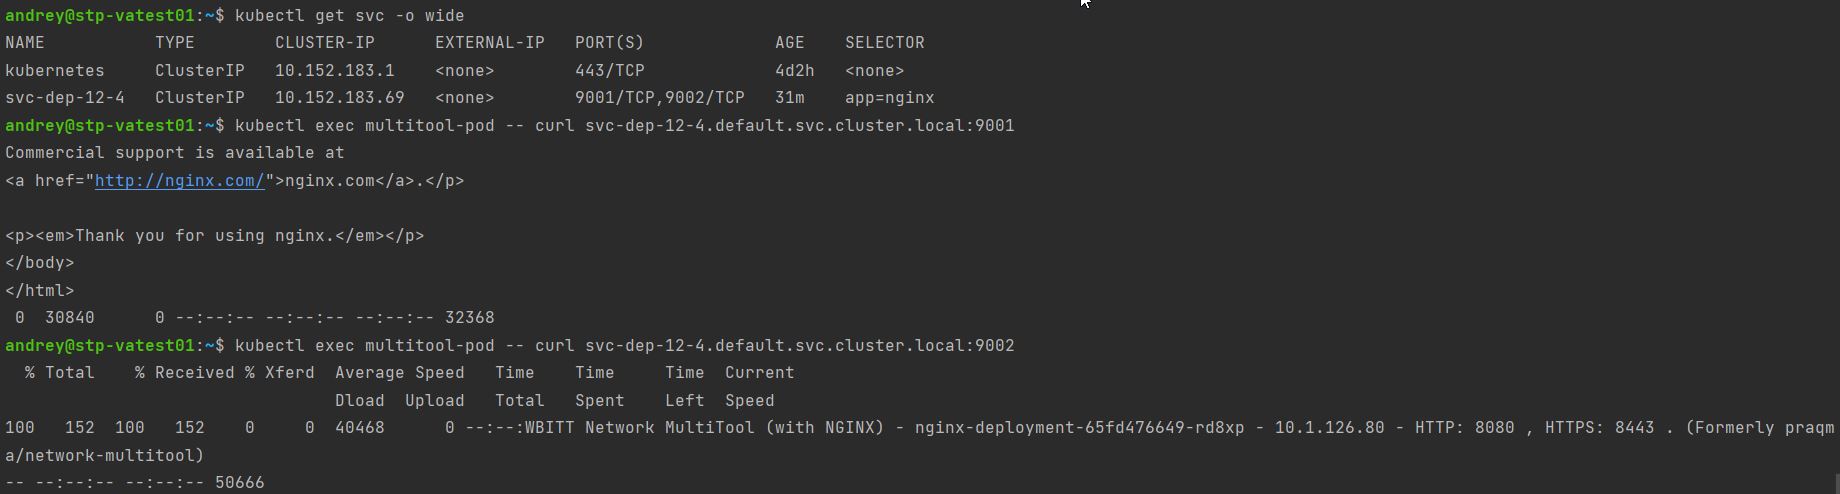 andrey@stp-vatest01:~$ kubectl get svc -o wide
NAME           TYPE        CLUSTER-IP      EXTERNAL-IP   PORT(S)             AGE    SELECTOR
kubernetes     ClusterIP   10.152.183.1    <none>        443/TCP             4d2h   <none>
svc-dep-12-4   ClusterIP   10.152.183.69   <none>        9001/TCP,9002/TCP   31m    app=nginx
andrey@stp-vatest01:~$ kubectl exec multitool-pod -- curl svc-dep-12-4.default.svc.cluster.local:9001
Commercial support is available at
<a href="http://nginx.com/">nginx.com</a>.</p>

<p><em>Thank you for using nginx.</em></p>
</body>
</html>
 0  30840      0 --:--:-- --:--:-- --:--:-- 32368
andrey@stp-vatest01:~$ kubectl exec multitool-pod -- curl svc-dep-12-4.default.svc.cluster.local:9002
  % Total    % Received % Xferd  Average Speed   Time    Time     Time  Current
                                 Dload  Upload   Total   Spent    Left  Speed
100   152  100   152    0     0  40468      0 --:--:WBITT Network MultiTool (with NGINX) - nginx-deployment-65fd476649-rd8xp - 10.1.126.80 - HTTP: 8080 , HTTPS: 8443 . (Formerly praqm
a/network-multitool)
-- --:--:-- --:--:-- 50666